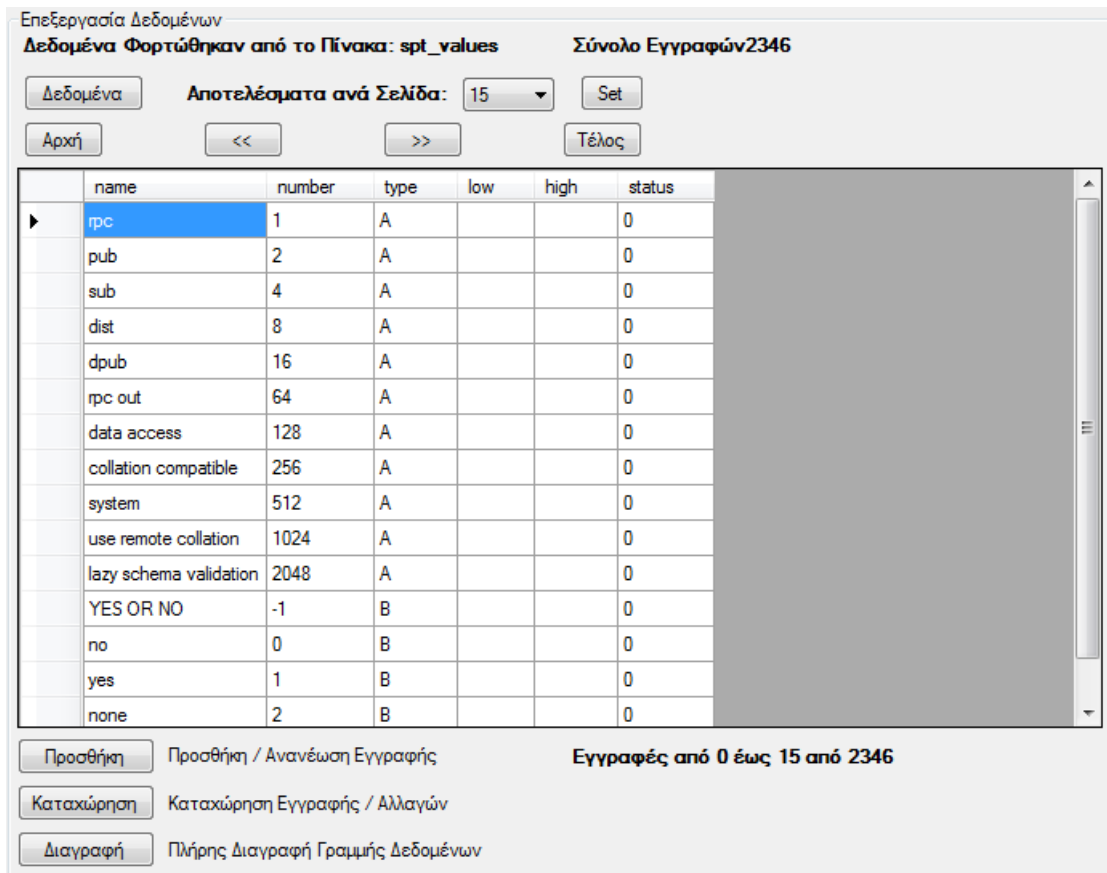 Επεξεργασία Δεδομένων
Δεδομένα Φορτώθηκαν από το Πίνακα: spt_values Σύνολο Εγγραφών2346
Δεδομένα Αποτελέσματα ανά Σελίδα: 15 Set
Αρχή << >> Τέλος
name number type low high status
rpc 1 A 0
pub 2 A 0
sub 4 A 0
dist 8 A 0
dpub 16 A 0
rpc out 64 A 0
data access 128 A 0
collation compatible 256 A 0
system 512 A 0
use remote collation 1024 A 0
lazy schema validation 2048 A 0
YES OR NO -1 B 0
no 0 B 0
yes 1 B 0
none 2 B 0
Προσθήκη Προσθήκη / Ανανέωση Εγγραφής Εγγραφές από 0 έως 15 από 2346
Καταχώρηση Καταχώρηση Εγγραφής / Αλλαγών
Διαγραφή Πλήρης Διαγραφή Γραμμής Δεδομένων